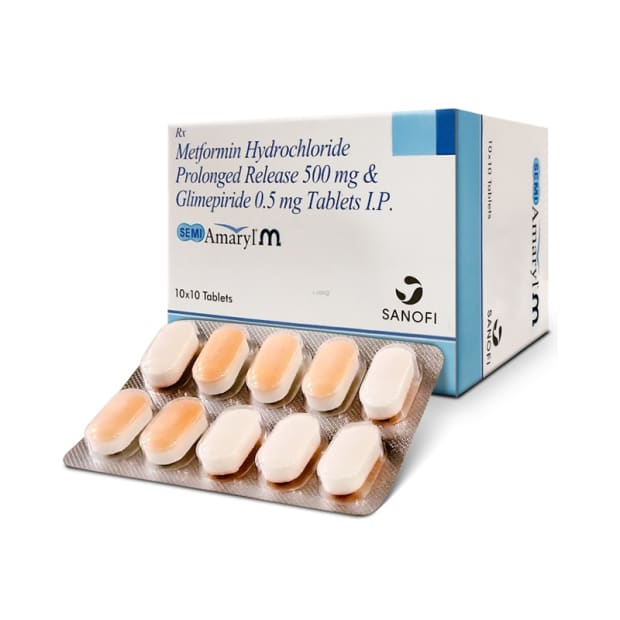 Rx
Metformin Hydrochloride
Prolonged Release 500 mg &
Glimepiride 0.5 mg Tablets I.P.
SEMI Amaryl M
10x10 Tablets
SANOFI
10x10 Tablets
SEMI Amaryl M
SANOFI